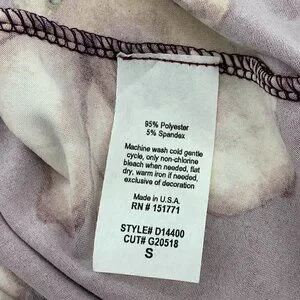 95% Polyester
5% Spandex
Machine wash cold gentle
cycle, only non-chlorine
bleach when needed, flat
dry, warm iron if needed,
exclusive of decoration
Made in U.S.A.
RN # 151771
STYLE# D14400
CUT# G20518
S